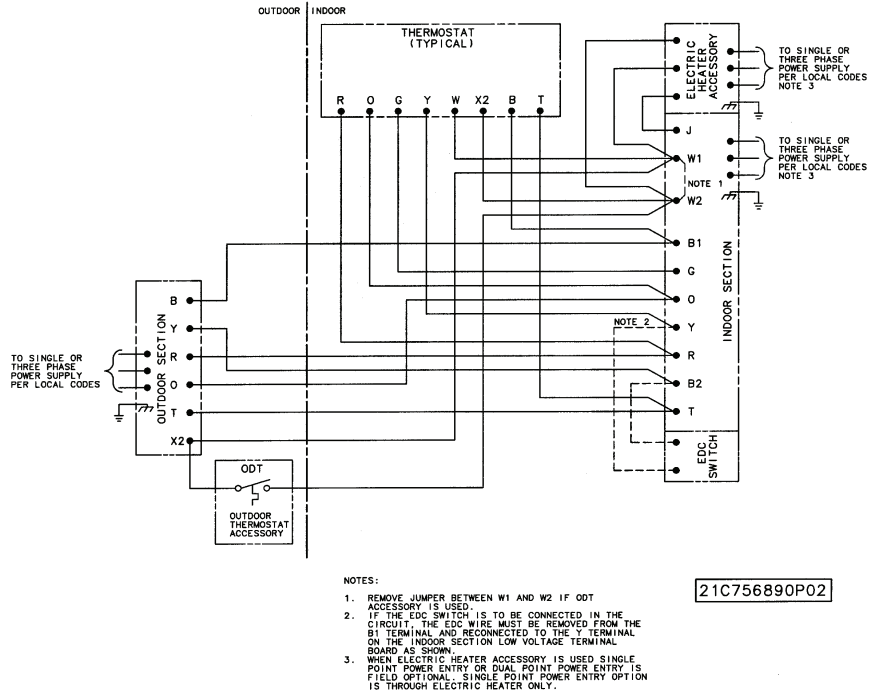 OUTDOOR
INDOOR
THERMOSTAT
(TYPICAL)
R O G Y W X2 B T
ELECTRIC
HEATER
ACCESSORY
TO SINGLE OR
THREE PHASE
POWER SUPPLY
PER LOCAL CODES
NOTE 3
J
W1
NOTE 1
W2
TO SINGLE OR
THREE PHASE
POWER SUPPLY
PER LOCAL CODES
NOTE 3
B1
G
O
NOTE 2
Y
R
B2
T
INDOOR SECTION
EDC
SWITCH
B
Y
R
O
T
X2
OUTDOOR SECTION
TO SINGLE OR
THREE PHASE
POWER SUPPLY
PER LOCAL CODES
ODT
OUTDOOR
THERMOSTAT
ACCESSORY
NOTES:
1. REMOVE JUMPER BETWEEN W1 AND W2 IF ODT
ACCESSORY IS USED.
2. IF THE EDC SWITCH IS TO BE CONNECTED IN THE
CIRCUIT, THE EDC WIRE MUST BE REMOVED FROM THE
B1 TERMINAL AND RECONNECTED TO THE Y TERMINAL
ON THE INDOOR SECTION LOW VOLTAGE TERMINAL
BOARD AS SHOWN.
3. WHEN ELECTRIC HEATER ACCESSORY IS USED SINGLE
POINT POWER ENTRY OR DUAL POINT POWER ENTRY IS
FIELD OPTIONAL. SINGLE POINT POWER ENTRY OPTION
IS THROUGH ELECTRIC HEATER ONLY.
21C756890P02